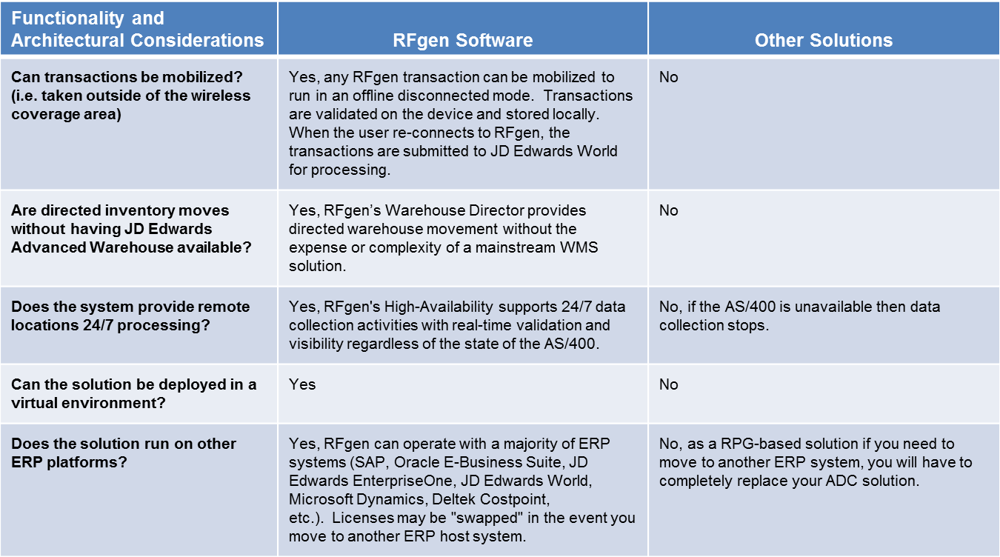 Functionality and
Architectural Considerations
RFgen Software
Other Solutions
Can transactions be mobilized?
(i.e. taken outside of the wireless
coverage area)
Yes, any RFgen transaction can be mobilized to
run in an offline disconnected mode.  Transactions
are validated on the device and stored locally.
When the user re-connects to RFgen, the
transactions are submitted to JD Edwards World
for processing.
No
Are directed inventory moves
without having JD Edwards
Advanced Warehouse available?
Yes, RFgen’s Warehouse Director provides
directed warehouse movement without the
expense or complexity of a mainstream WMS
solution.
No
Does the system provide remote
locations 24/7 processing?
Yes, RFgen's High-Availability supports 24/7 data
collection activities with real-time validation and
visibility regardless of the state of the AS/400.
No, if the AS/400 is unavailable then data
collection stops.
Can the solution be deployed in a
virtual environment?
Yes
No
Does the solution run on other
ERP platforms?
Yes, RFgen can operate with a majority of ERP
systems (SAP, Oracle E-Business Suite, JD
Edwards EnterpriseOne, JD Edwards World,
Microsoft Dynamics, Deltek Costpoint,
etc.).  Licenses may be "swapped" in the event you
move to another ERP host system.
No, as a RPG-based solution if you need to
move to another ERP system, you will have to
completely replace your ADC solution.